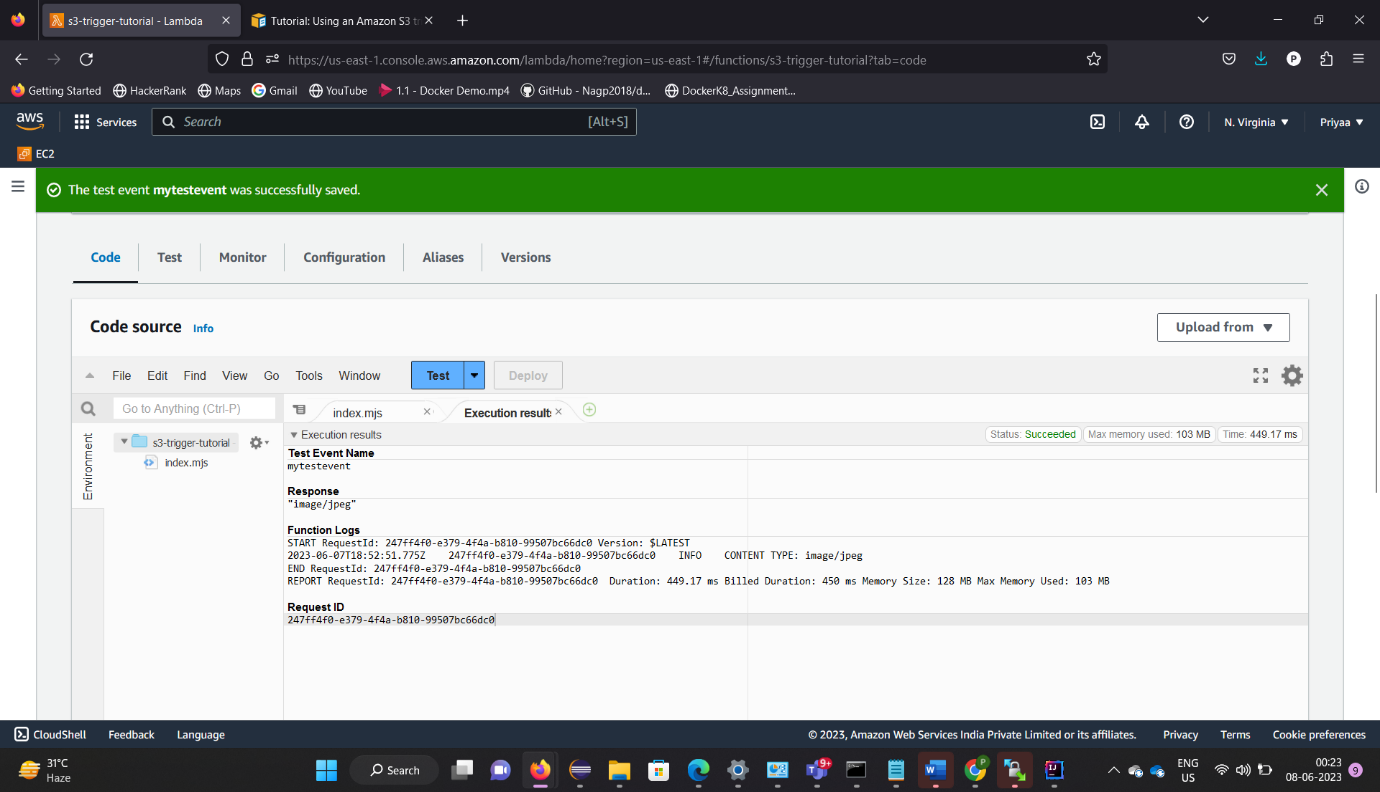 s3-trigger-tutorial - Lambda
Tutorial: Using an Amazon S3 t
https://us-east-1.console.aws.amazon.com/lambda/home?region=us-east-1#/functions/s3-trigger-tutorial?tab=code
P
Getting Started HackerRank Maps Gmail YouTube 1.1 - Docker Demo.mp4 GitHub - Nagp2018/d... DockerK8_Assignment...
aws Services Search [Alt+S] N. Virginia Priyaa
EC2
The test event mytestevent was successfully saved.
Code Test Monitor Configuration Aliases Versions
Code source Info
Upload from
File Edit Find View Go Tools Window Test Deploy
Go to Anything (Ctrl-P)
index.mjs
Execution results
Environment
s3-trigger-tutorial
index.mjs
Execution results Status: Succeeded Max memory used: 103 MB Time: 449.17 ms
Test Event Name
mytestevent
Response
"image/jpeg"
Function Logs
START RequestId: 247ff4f0-e379-4f4a-b810-99507bc66dc0 Version: $LATEST
2023-06-07T18:52:51.775Z 247ff4f0-e379-4f4a-b810-99507bc66dc0 INFO CONTENT TYPE: image/jpeg
END RequestId: 247ff4f0-e379-4f4a-b810-99507bc66dc0
REPORT RequestId: 247ff4f0-e379-4f4a-b810-99507bc66dc0 Duration: 449.17 ms Billed Duration: 450 ms Memory Size: 128 MB Max Memory Used: 103 MB
Request ID
247ff4f0-e379-4f4a-b810-99507bc66dc0
CloudShell Feedback Language © 2023, Amazon Web Services India Private Limited or its affiliates. Privacy Terms Cookie preferences
31°C
Haze
Search
9+
ENG
US
00:23
08-06-2023
9